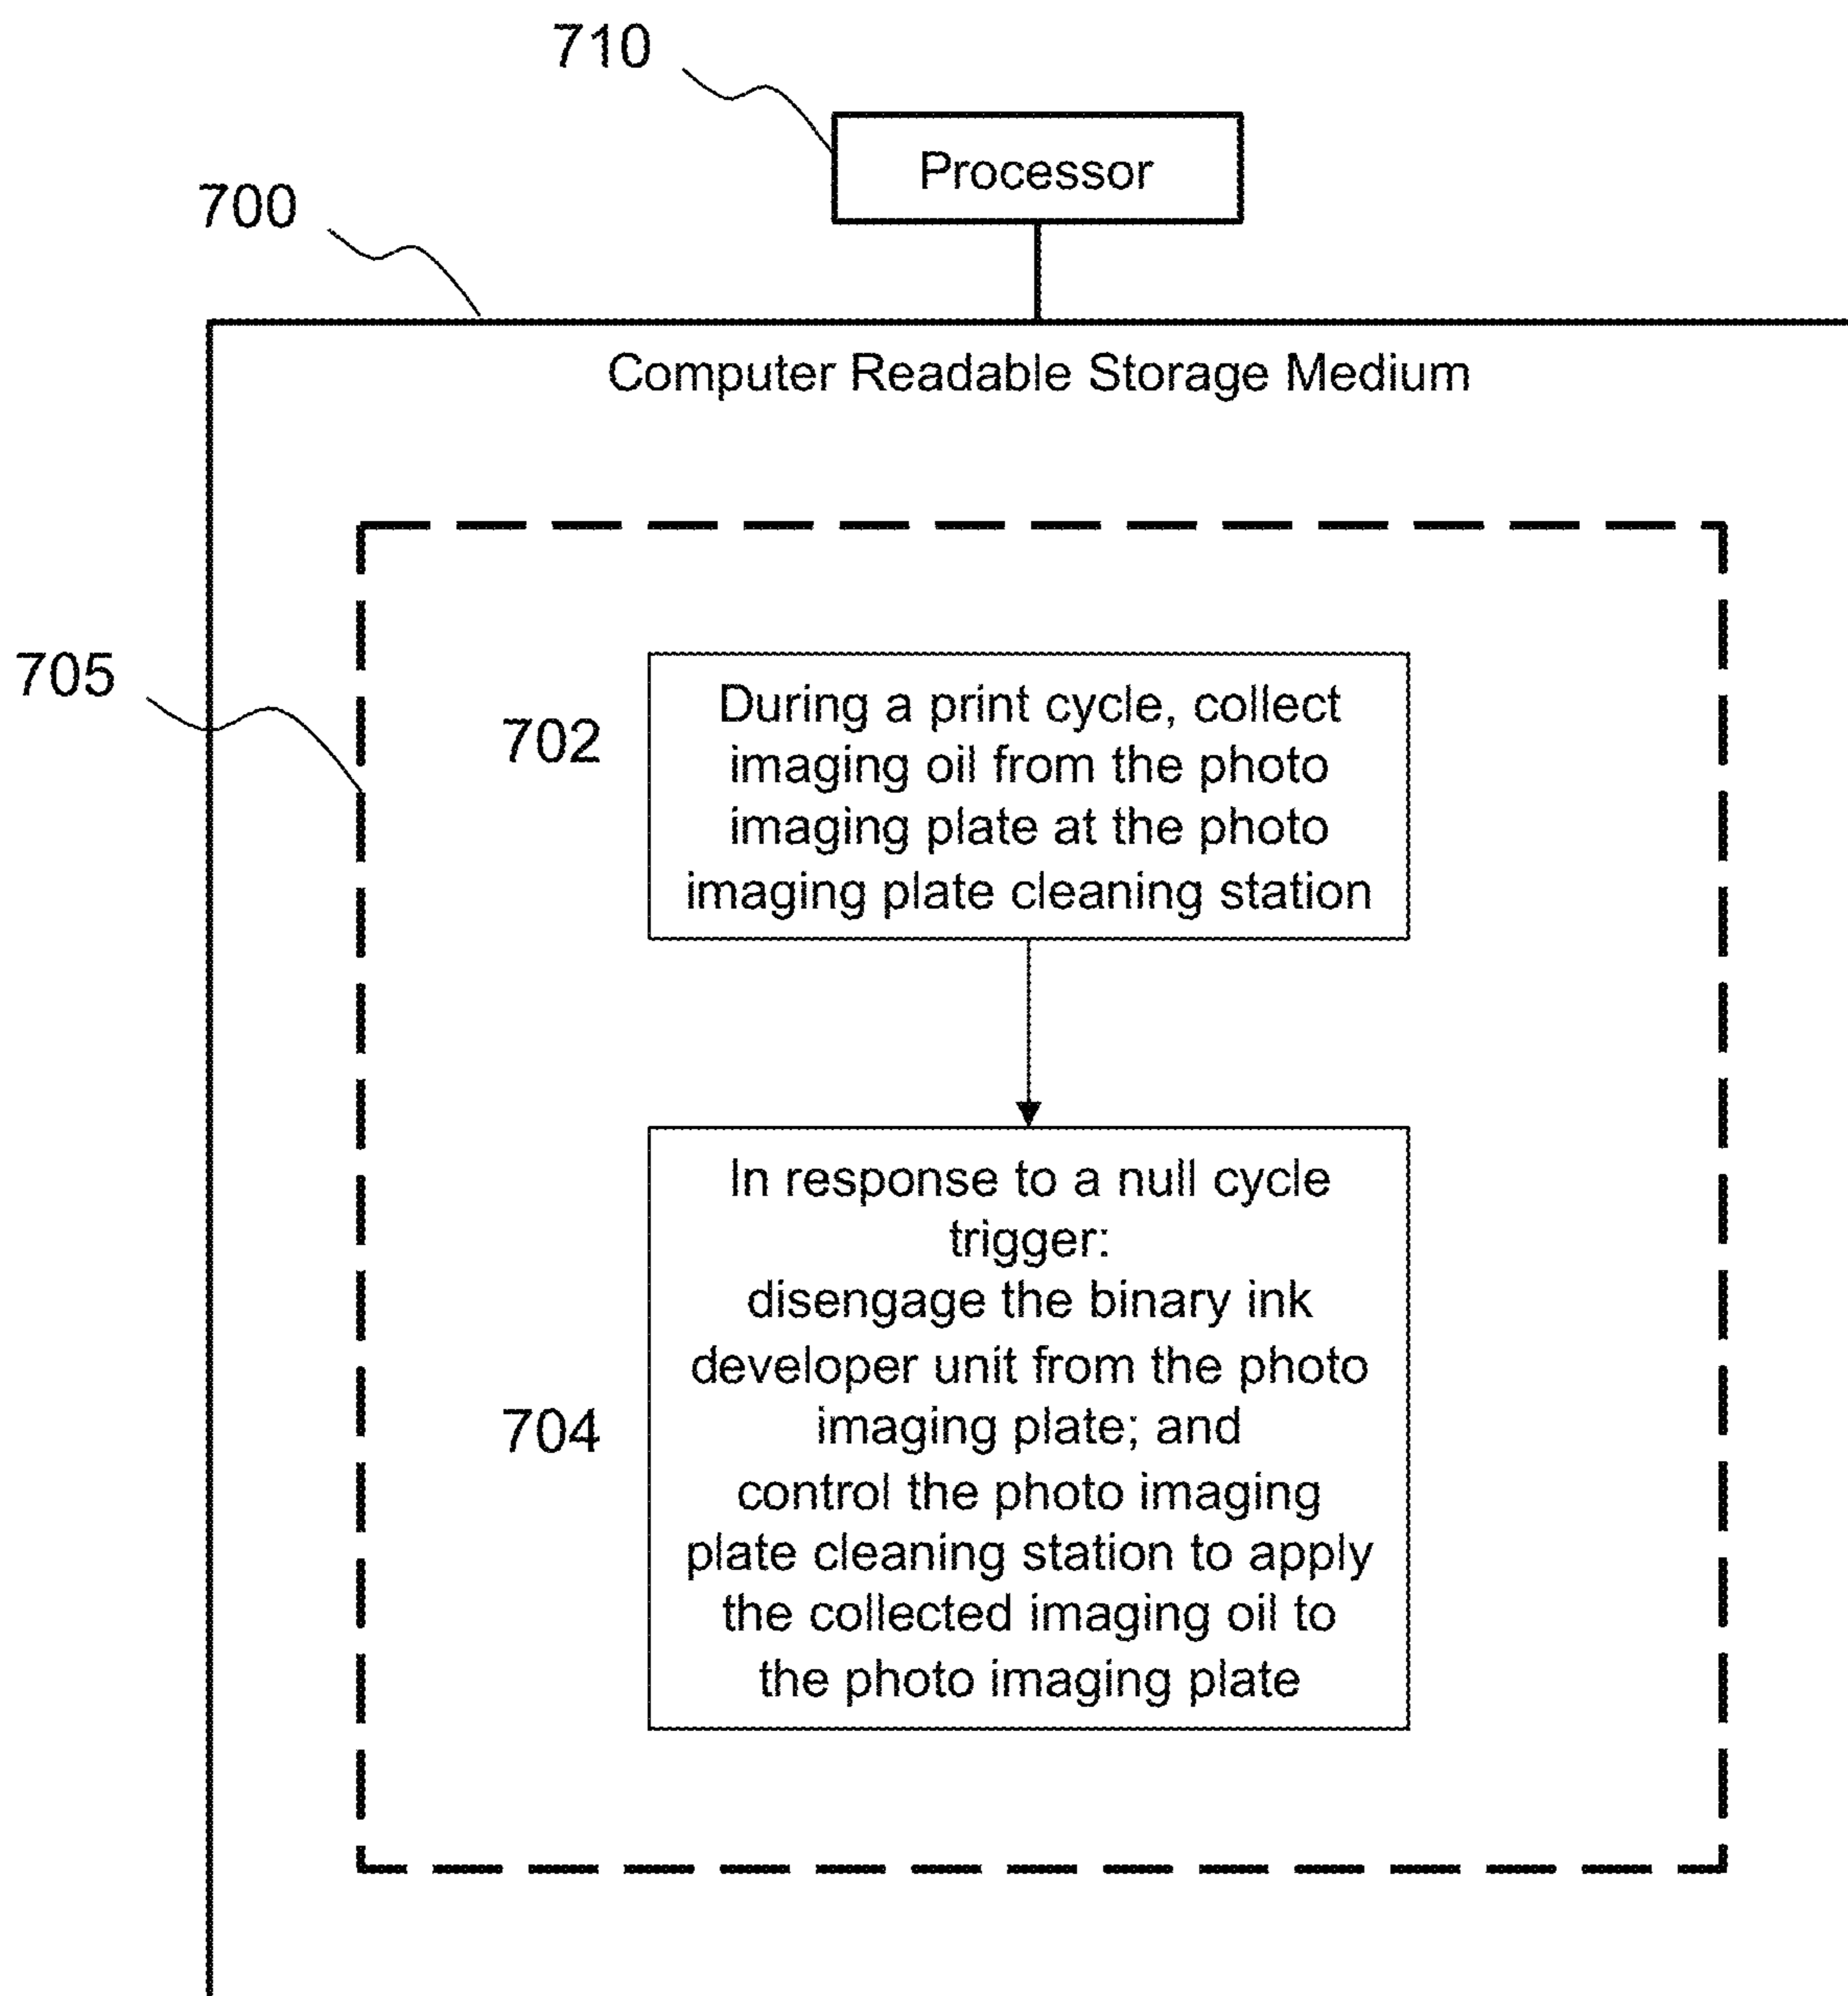 710
Processor
700
Computer Readable Storage Medium
705
702
During a print cycle, collect
imaging oil from the photo
imaging plate at the photo
imaging plate cleaning station
704
In response to a null cycle
trigger:
disengage the binary ink
developer unit from the photo
imaging plate; and
control the photo imaging
plate cleaning station to apply
the collected imaging oil to
the photo imaging plate